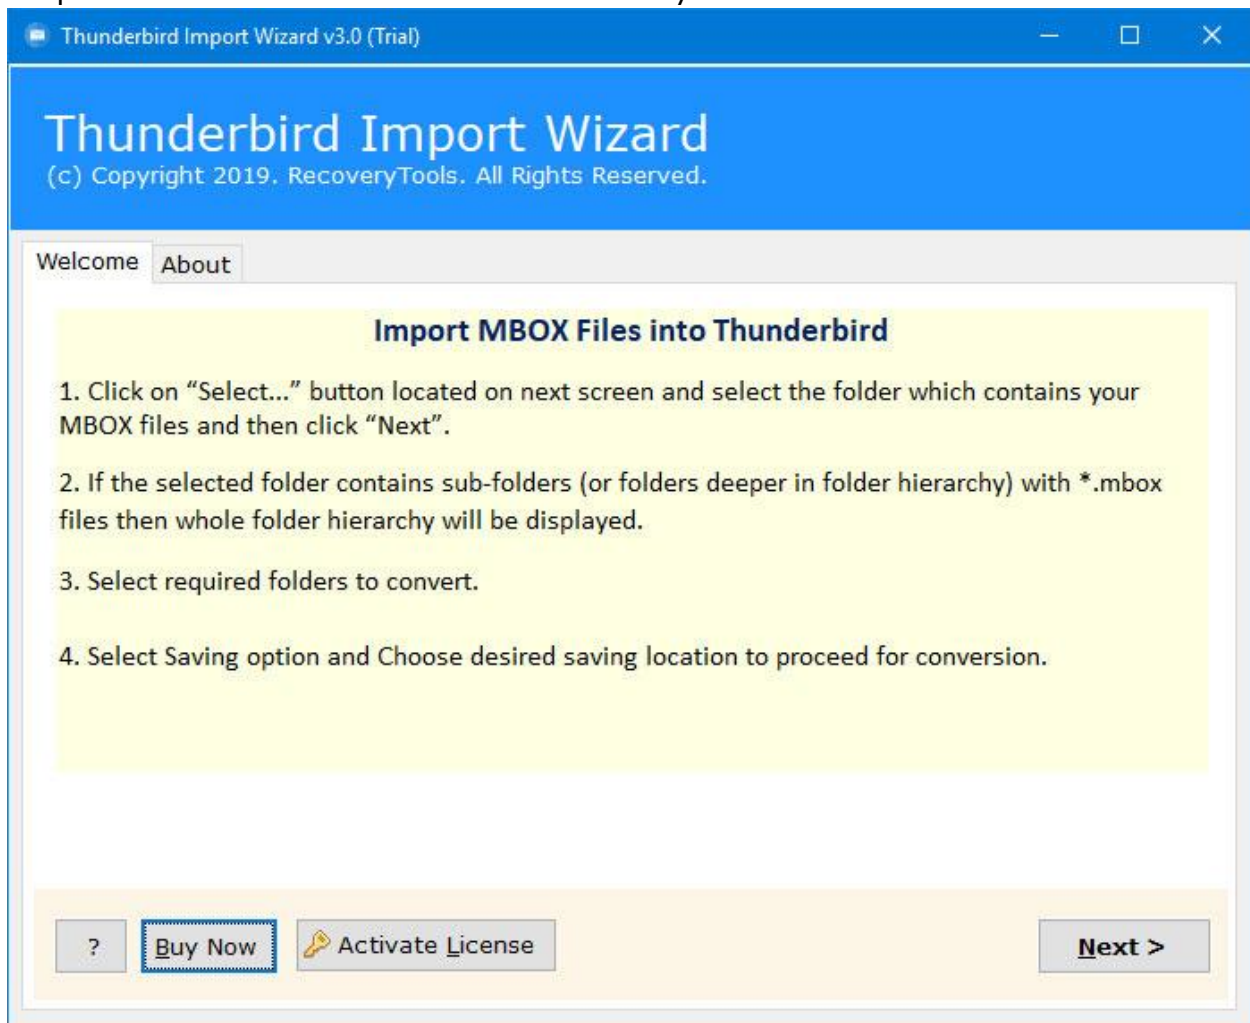 Thunderbird Import Wizard v3.0 (Trial)
Thunderbird Import Wizard
(c) Copyright 2019. RecoveryTools. All Rights Reserved.
Welcome About
Import MBOX Files into Thunderbird
1. Click on “Select...” button located on next screen and select the folder which contains your
MBOX files and then click “Next”.
2. If the selected folder contains sub-folders (or folders deeper in folder hierarchy) with *.mbox
files then whole folder hierarchy will be displayed.
3. Select required folders to convert.
4. Select Saving option and Choose desired saving location to proceed for conversion.
? Buy Now Activate License Next >